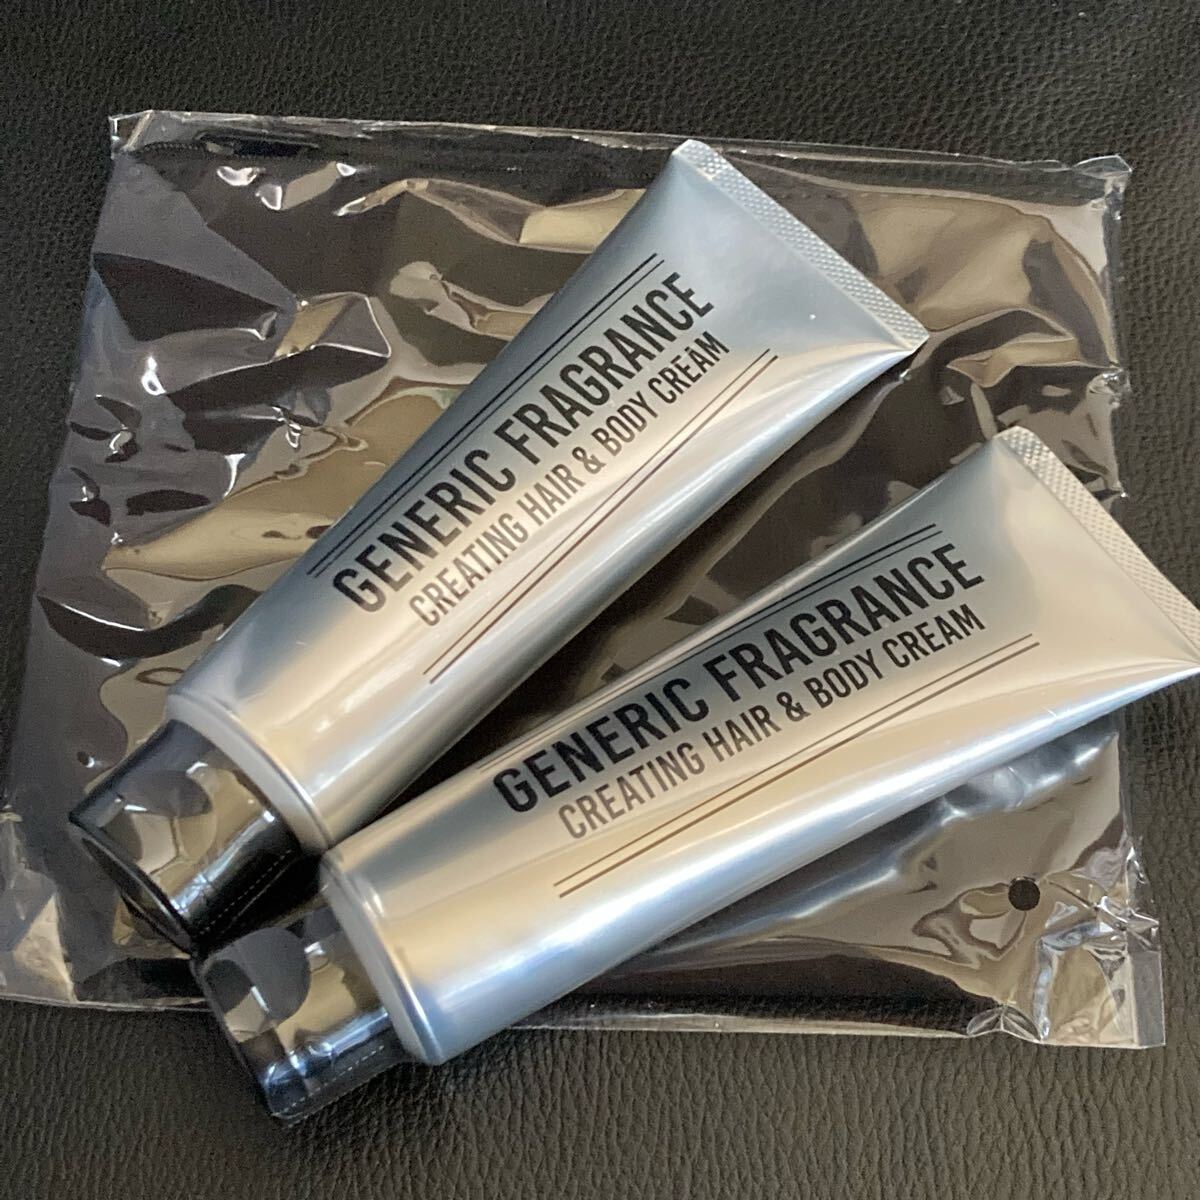 GENERIC FRAGRANCE
CREATING HAIR & BODY CREAM
GENERIC FRAGRANCE
CREATING HAIR & BODY CREAM